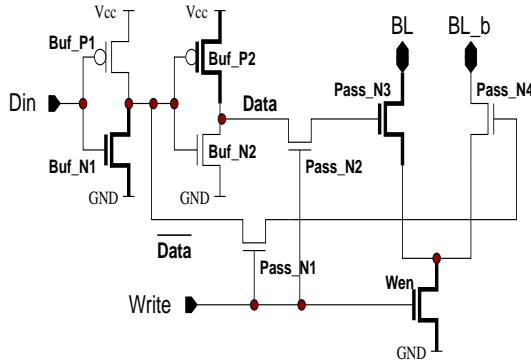 Vcc
Vcc
BL
BL_b
Buf_P1
Buf_P2
Pass_N3
Pass_N4
Din
Data
Buf_N1
Buf_N2
Pass_N2
GND
GND
Data
Pass_N1
Wen
Write
GND